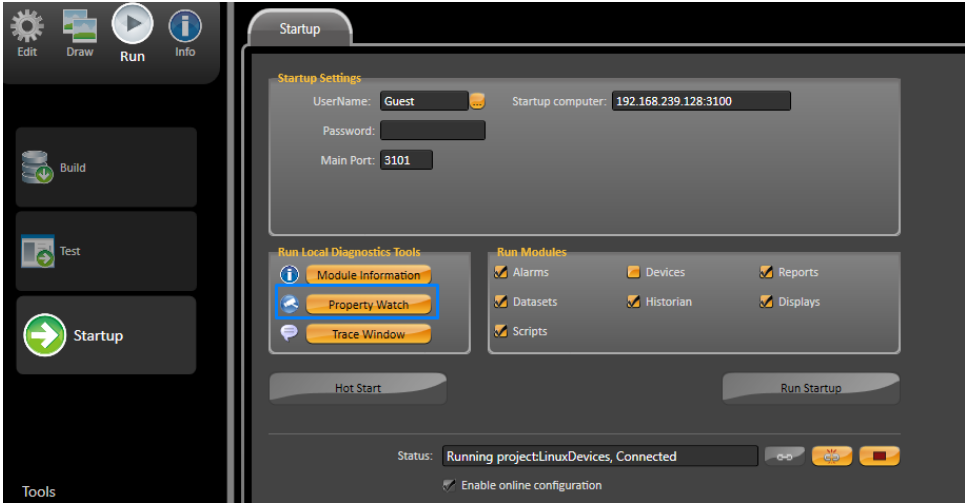 Edit Draw Run Info
Startup
Startup Settings
UserName: Guest ... Startup computer: 192.168.239.128:3100
Password:
Main Port: 3101
Build
Test
Startup
Run Local Diagnostics Tools
Module Information
Property Watch
Trace Window
Run Modules
Alarms Devices Reports
Datasets Historian Displays
Scripts
Hot Start Run Startup
Status: Running project:LinuxDevices, Connected
Enable online configuration
Tools